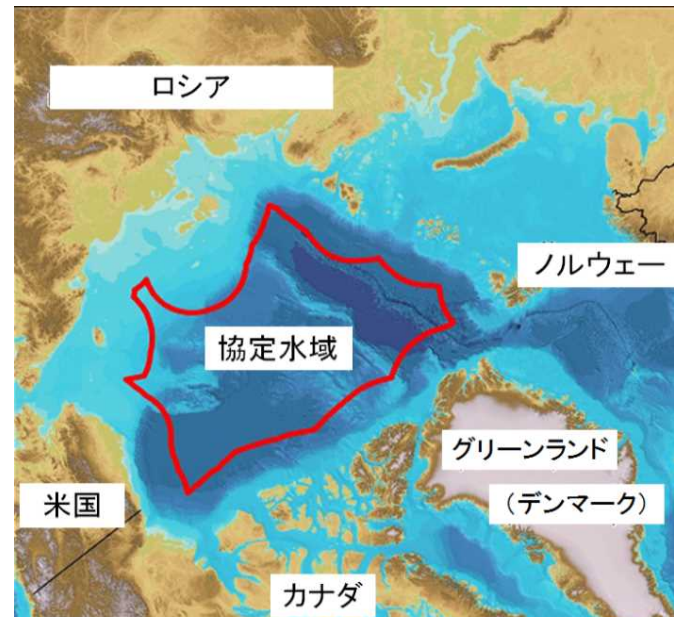 ロシア
ノルウェー
協定水域
グリーンランド
（デンマーク）
米国
カナダ